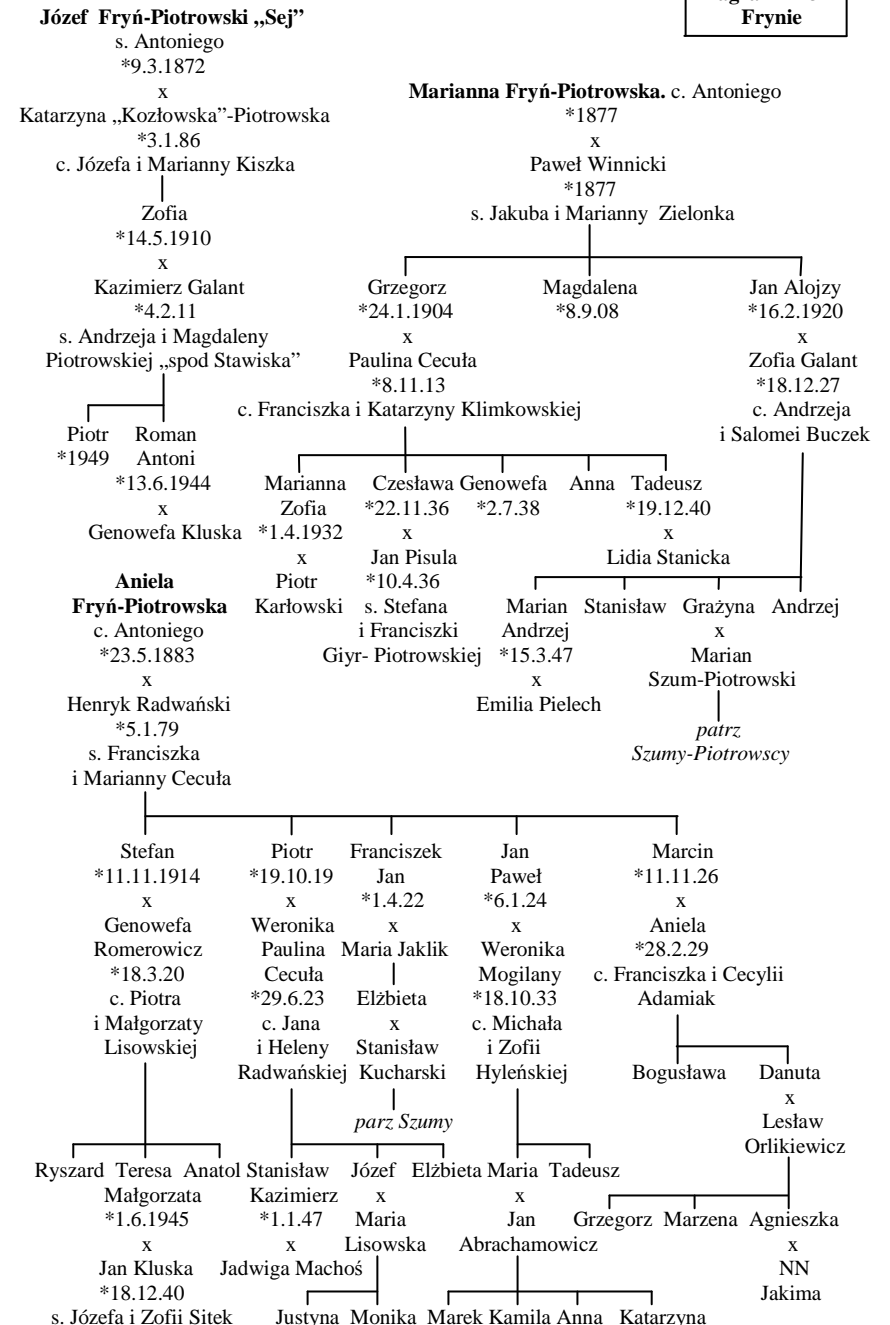 Frynie
Józef Fryń-Piotrowski „Sej”
s. Antoniego
*9.3.1872
x
Katarzyna „Kozłowska”-Piotrowska
*3.1.86
c. Józefa i Marianny Kiszka
Zofia
*14.5.1910
x
Kazimierz Galant
*4.2.11
s. Andrzeja i Magdaleny
Piotrowskiej „spod Stawiska”
Piotr
*1949
Roman
Antoni
*13.6.1944
x
Genowefa Kluska
Marianna Fryń-Piotrowska. c. Antoniego
*1877
x
Paweł Winnicki
*1877
s. Jakuba i Marianny Zielonka
Grzegorz
*24.1.1904
x
Paulina Cecuła
*8.11.13
c. Franciszka i Katarzyny Klimkowskiej
Magdalena
*8.9.08
Jan Alojzy
*16.2.1920
x
Zofia Galant
*18.12.27
c. Andrzeja
i Salomei Buczek
Marianna
Zofia
*1.4.1932
x
Piotr
Karłowski
Czesława
*22.11.36
x
Jan Pisula
*10.4.36
s. Stefana
i Franciszki
Giyr- Piotrowskiej
Genowefa
*2.7.38
Anna
Tadeusz
*19.12.40
x
Lidia Stanicka
Marian
Andrzej
*15.3.47
x
Emilia Pielech
Stanisław
Grażyna
x
Marian
Szum-Piotrowski
patrz
Szumy-Piotrowscy
Andrzej
Aniela
Fryń-Piotrowska
c. Antoniego
*23.5.1883
x
Henryk Radwański
*5.1.79
s. Franciszka
i Marianny Cecuła
Stefan
*11.11.1914
x
Genowefa
Romerowicz
*18.3.20
c. Piotra
i Małgorzaty
Lisowskiej
Piotr
*19.10.19
x
Weronika
Paulina
Cecuła
*29.6.23
c. Jana
i Heleny
Radwańskiej
Franciszek
Jan
*1.4.22
x
Maria Jaklik
Elżbieta
x
Stanisław
Kucharski
parz Szumy
Jan
Paweł
*6.1.24
x
Weronika
Mogilany
*18.10.33
c. Michała
i Zofii
Hyleńskiej
Marcin
*11.11.26
x
Aniela
*28.2.29
c. Franciszka i Cecylii
Adamiak
Bogusława
Danuta
x
Lesław
Orlikiewicz
Ryszard
Teresa
Małgorzata
*1.6.1945
x
Jan Kluska
*18.12.40
s. Józefa i Zofii Sitek
Anatol
Stanisław
Kazimierz
*1.1.47
x
Jadwiga Machoś
Józef
x
Maria
Lisowska
Elżbieta
Maria
x
Jan
Abrachamowicz
Tadeusz
Grzegorz
Marzena
Agnieszka
x
NN
Jakima
Justyna
Monika
Marek
Kamila
Anna
Katarzyna